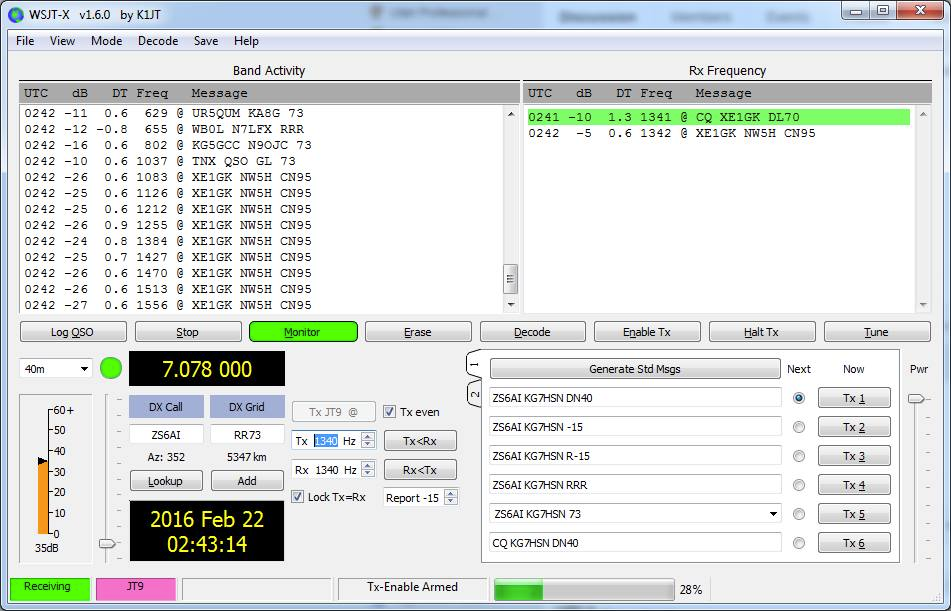 WSJT-X v1.6.0 by K1JT
File View Mode Decode Save Help
Band Activity
UTC dB DT Freq Message
0242 -11 0.6 629 @ UR5QUM KA8G 73
0242 -12 -0.8 655 @ WB0L N7LFX RRR
0242 -16 0.6 802 @ KG5GCC N9OJC 73
0242 -10 0.6 1037 @ TNX QSO GL 73
0242 -26 0.6 1083 @ XE1GK NW5H CN95
0242 -25 0.6 1126 @ XE1GK NW5H CN95
0242 -25 0.6 1212 @ XE1GK NW5H CN95
0242 -26 0.9 1255 @ XE1GK NW5H CN95
0242 -24 0.8 1384 @ XE1GK NW5H CN95
0242 -25 0.7 1427 @ XE1GK NW5H CN95
0242 -26 0.6 1470 @ XE1GK NW5H CN95
0242 -26 0.6 1513 @ XE1GK NW5H CN95
0242 -27 0.6 1556 @ XE1GK NW5H CN95
Rx Frequency
UTC dB DT Freq Message
0241 -10 1.3 1341 @ CQ XE1GK DL70
0242 -5 0.6 1342 @ XE1GK NW5H CN95
Log QSO Stop Monitor Erase Decode Enable Tx Halt Tx Tune
40m
7.078 000
60+
50
40
30
20
10
0
35dB
DX Call DX Grid
ZS6AI RR73
Az: 352 5347 km
Lookup Add
2016 Feb 22
02:43:14
Tx JT9 @ Tx even
Tx 1340 Hz Tx<Rx
Rx 1340 Hz Rx<Tx
Lock Tx=Rx Report -15
1
2
Generate Std Msgs Next Now Pwr
ZS6AI KG7HSN DN40 Tx 1
ZS6AI KG7HSN -15 Tx 2
ZS6AI KG7HSN R-15 Tx 3
ZS6AI KG7HSN RRR Tx 4
ZS6AI KG7HSN 73 Tx 5
CQ KG7HSN DN40 Tx 6
Receiving JT9 Tx-Enable Armed 28%